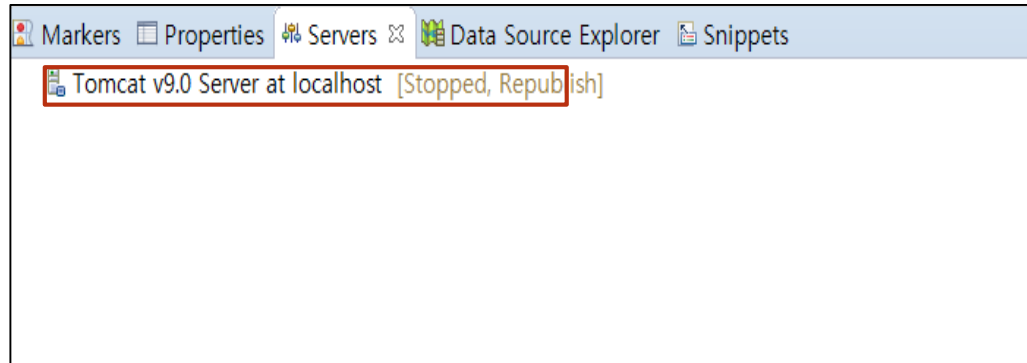 Markers Properties Servers Data Source Explorer Snippets
Tomcat v9.0 Server at localhost [Stopped, Republish]